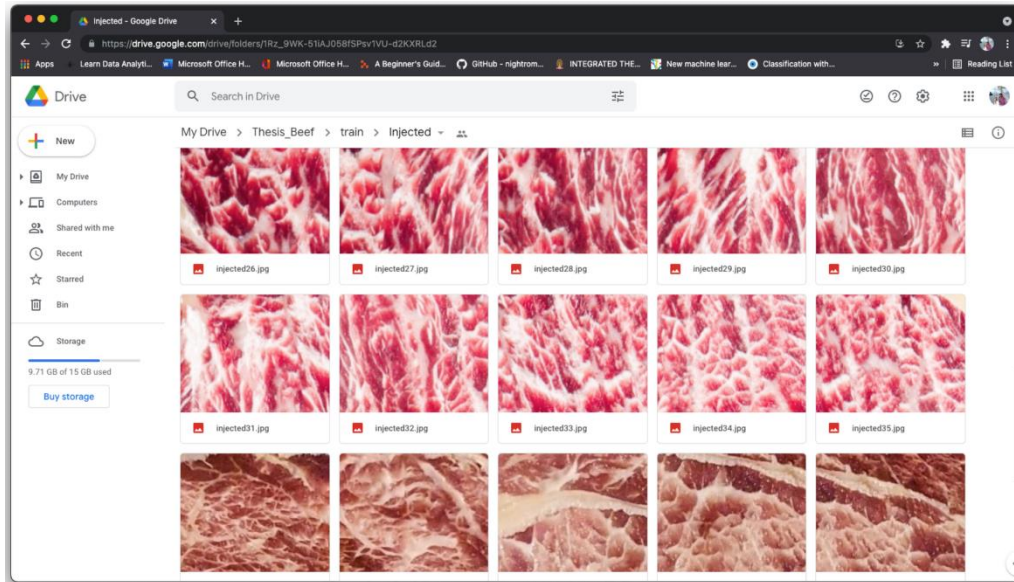 Injected - Google Drive
https://drive.google.com/drive/folders/1Rz_9WK-51iAJ058fSPsv1VU-d2KXRLd2
Apps Learn Data Analyti... Microsoft Office H... Microsoft Office H... A Beginner's Guid... GitHub - nightrom... INTEGRATED THE... New machine lear... Classification with... » Reading List
Drive Search in Drive
My Drive > Thesis_Beef > train > Injected
New
My Drive
Computers
Shared with me
Recent
Starred
Bin
Storage
9.71 GB of 15 GB used
Buy storage
injected26.jpg injected27.jpg injected28.jpg injected29.jpg injected30.jpg
injected31.jpg injected32.jpg injected33.jpg injected34.jpg injected35.jpg